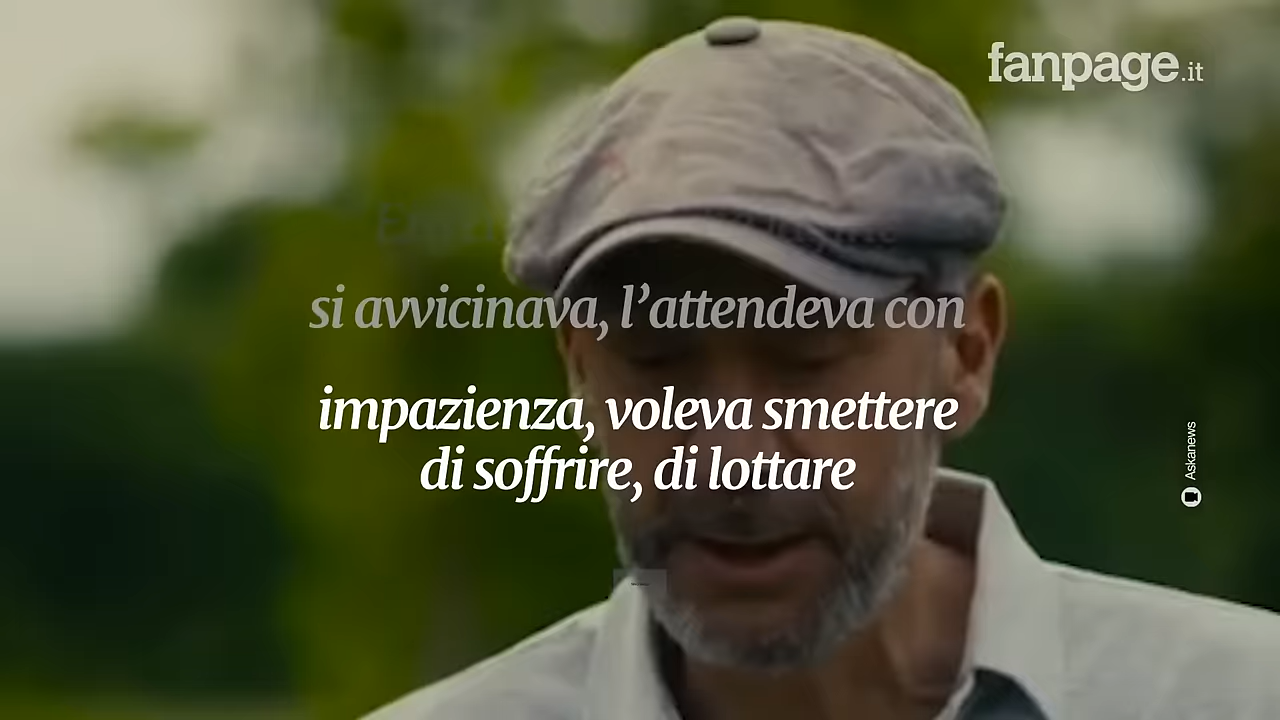 fanpage.it
si avvicinava, l’attendeva con
impazienza, voleva smettere
di soffrire, di lottare
Askanews